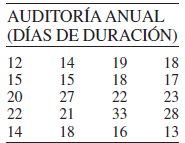 AUDITORÍA ANUAL
(DÍAS DE DURACIÓN)
12 14 19 18
15 15 18 17
20 27 22 23
22 21 33 28
14 18 16 13